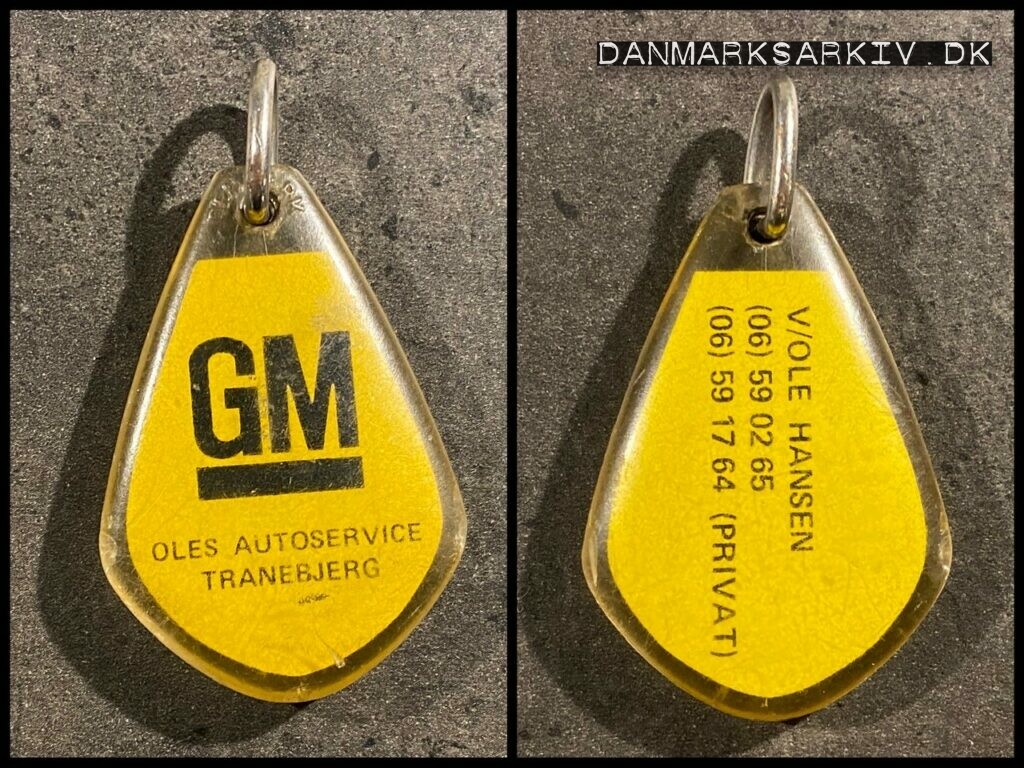 GM
OLES AUTOSERVICE
TRANEBJERG
DANMARKSARKIV.DK
V/OLE HANSEN
(06) 59 02 65
(06) 59 17 64 (PRIVAT)